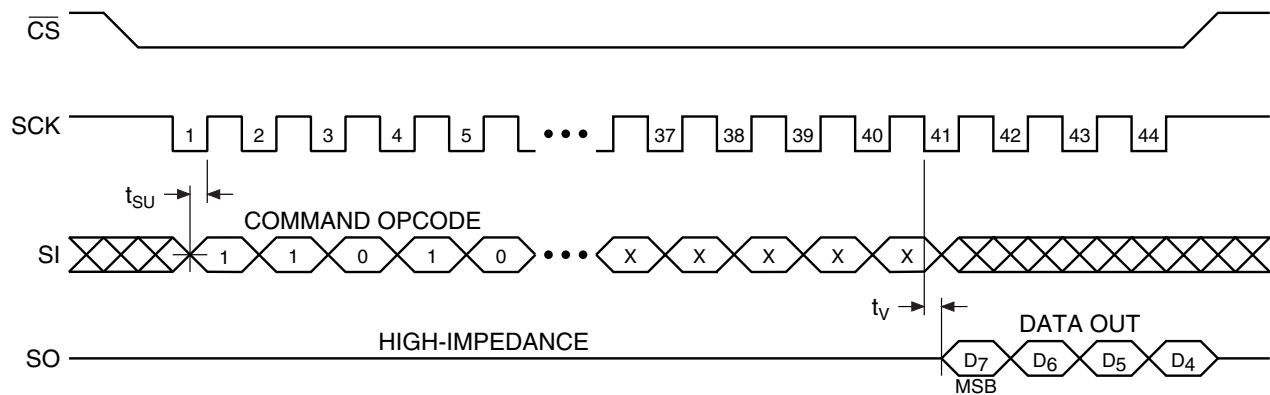 CS
SCK
1 2 3 4 5 ••• 37 38 39 40 41 42 43 44
tSU
COMMAND OPCODE
SI
1 1 0 1 0 ••• X X X X X
tV
HIGH-IMPEDANCE
DATA OUT
SO
D7 D6 D5 D4
MSB